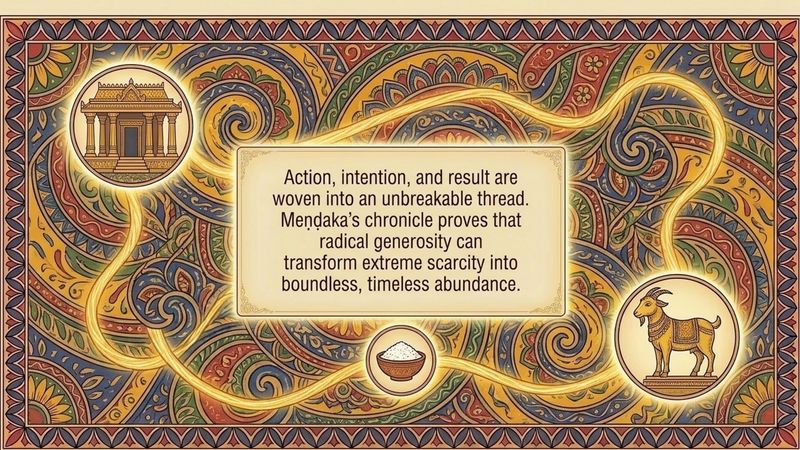 Action, intention, and result are
woven into an unbreakable thread.
Meṇḍaka's chronicle proves that
radical generosity can
transform extreme scarcity into
boundless, timeless abundance.